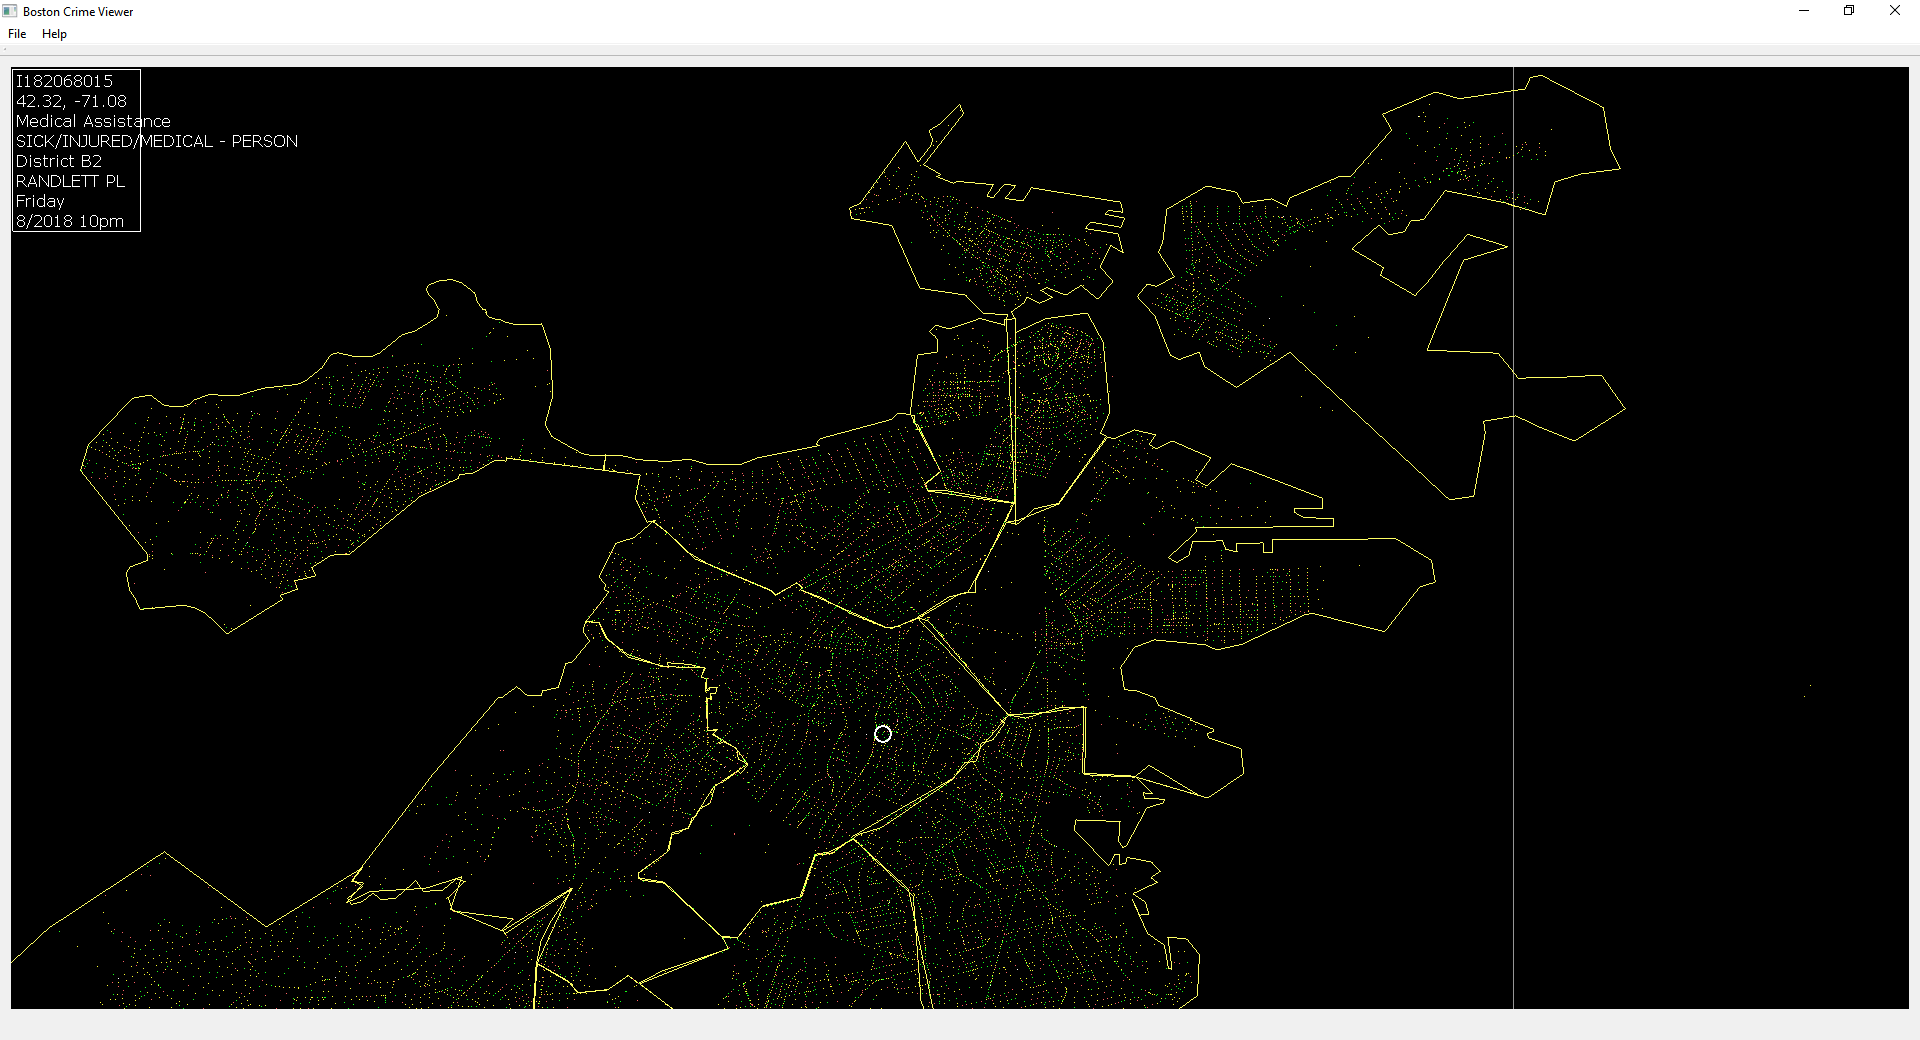 Boston Crime Viewer
File Help
I182068015
42.32, -71.08
Medical Assistance
SICK/INJURED/MEDICAL - PERSON
District B2
RANDLETT PL
Friday
8/2018 10pm